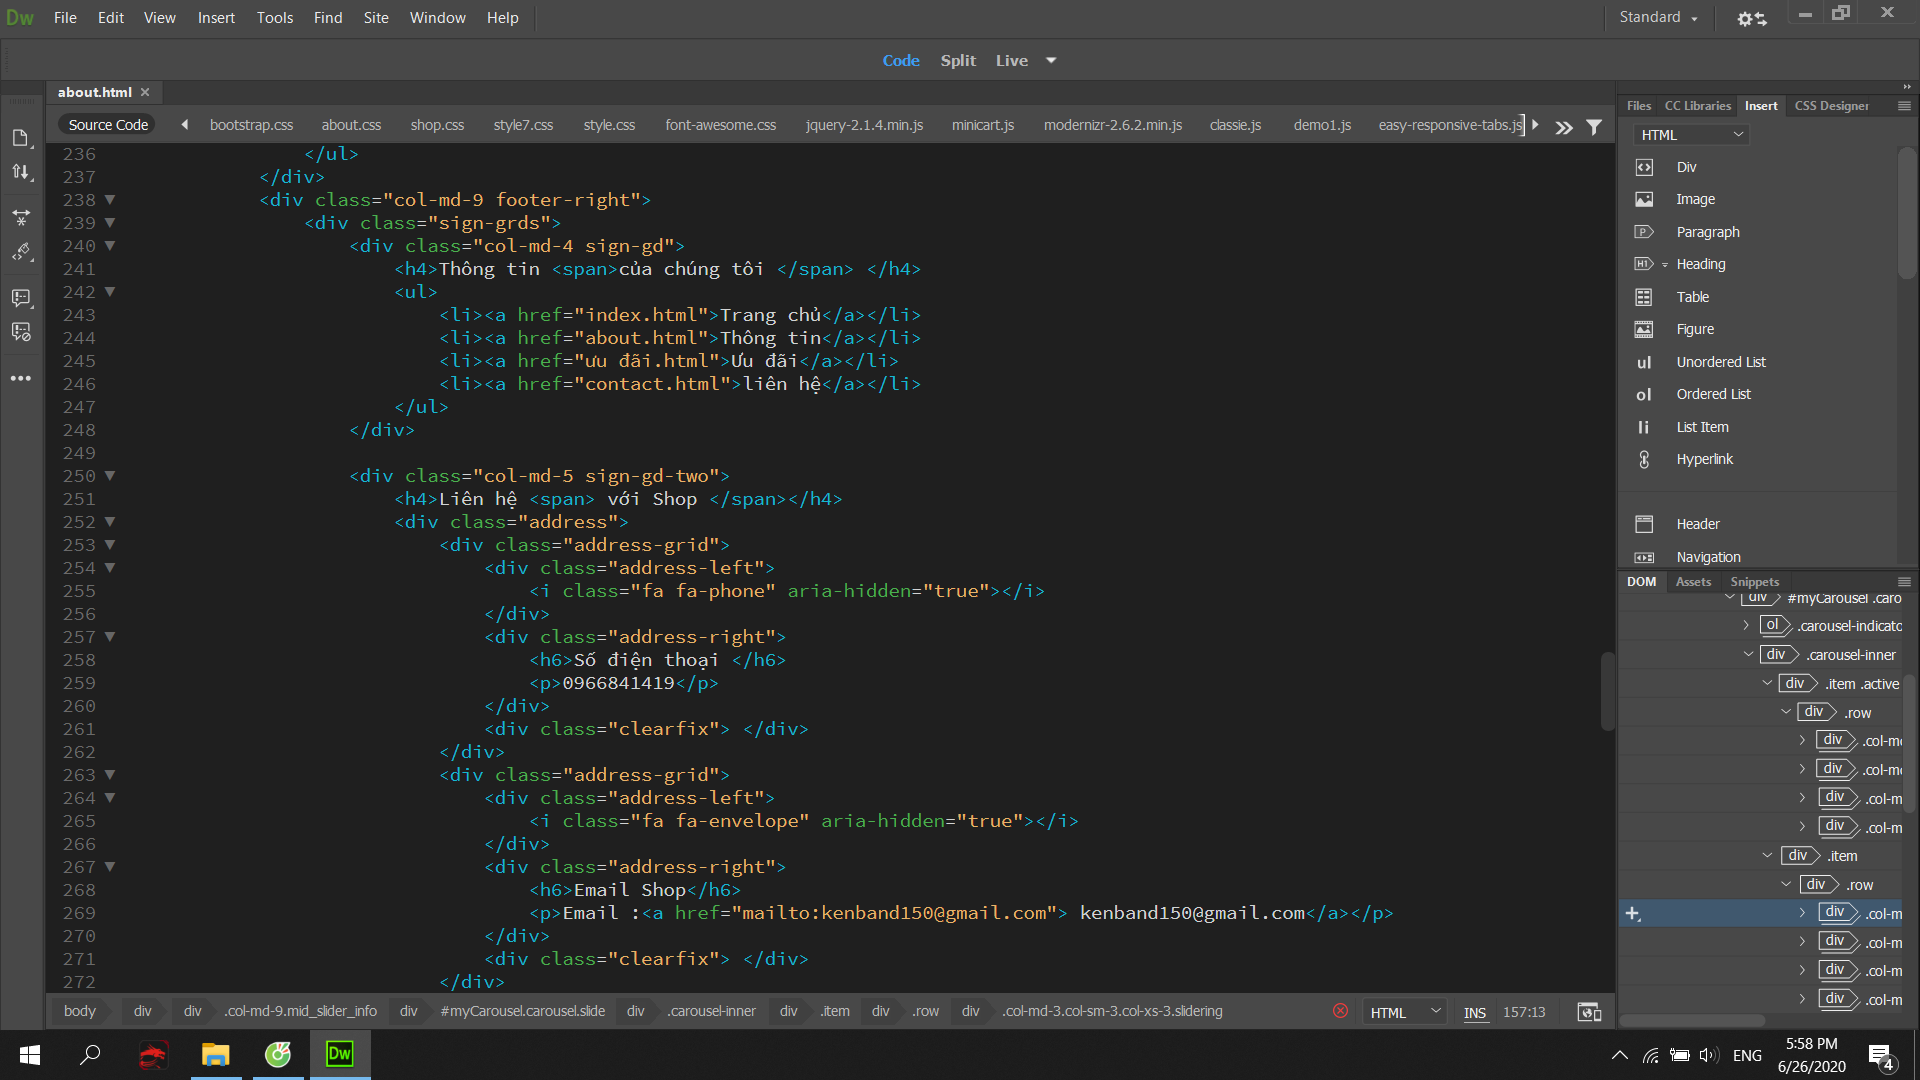 Dw File Edit View Insert Tools Find Site Window Help Standard
Code Split Live
about.html
Source Code bootstrap.css about.css shop.css style7.css style.css font-awesome.css jquery-2.1.4.min.js minicart.js modernizr-2.6.2.min.js classie.js demo1.js easy-responsive-tabs.js
236 </ul>
237 </div>
238 <div class="col-md-9 footer-right">
239 <div class="sign-grds">
240 <div class="col-md-4 sign-gd">
241 <h4>Thông tin <span>của chúng tôi </span> </h4>
242 <ul>
243 <li><a href="index.html">Trang chủ</a></li>
244 <li><a href="about.html">Thông tin</a></li>
245 <li><a href="ưu đãi.html">Ưu đãi</a></li>
246 <li><a href="contact.html">liên hệ</a></li>
247 </ul>
248 </div>
249
250 <div class="col-md-5 sign-gd-two">
251 <h4>Liên hệ <span> với Shop </span></h4>
252 <div class="address">
253 <div class="address-grid">
254 <div class="address-left">
255 <i class="fa fa-phone" aria-hidden="true"></i>
256 </div>
257 <div class="address-right">
258 <h6>Số điện thoại </h6>
259 <p>0966841419</p>
260 </div>
261 <div class="clearfix"> </div>
262 </div>
263 <div class="address-grid">
264 <div class="address-left">
265 <i class="fa fa-envelope" aria-hidden="true"></i>
266 </div>
267 <div class="address-right">
268 <h6>Email Shop</h6>
269 <p>Email :<a href="mailto:kenband150@gmail.com"> kenband150@gmail.com</a></p>
270 </div>
271 <div class="clearfix"> </div>
272 </div>
Files CC Libraries Insert CSS Designer
HTML
Div
Image
P Paragraph
H1 Heading
Table
Figure
ul Unordered List
ol Ordered List
li List Item
Hyperlink
Header
Navigation
DOM Assets Snippets
div #myCarousel .caro
ol .carousel-indicato
div .carousel-inner
div .item .active
div .row
div .col-m
div .col-m
div .col-m
div .col-m
div .item
div .row
div .col-m
div .col-m
div .col-m
div .col-m
body div div .col-md-9.mid_slider_info div #myCarousel.carousel.slide div .carousel-inner div .item div .row div .col-md-3.col-sm-3.col-xs-3.slidering HTML INS 157:13
Dw ENG 5:58 PM
6/26/2020 4